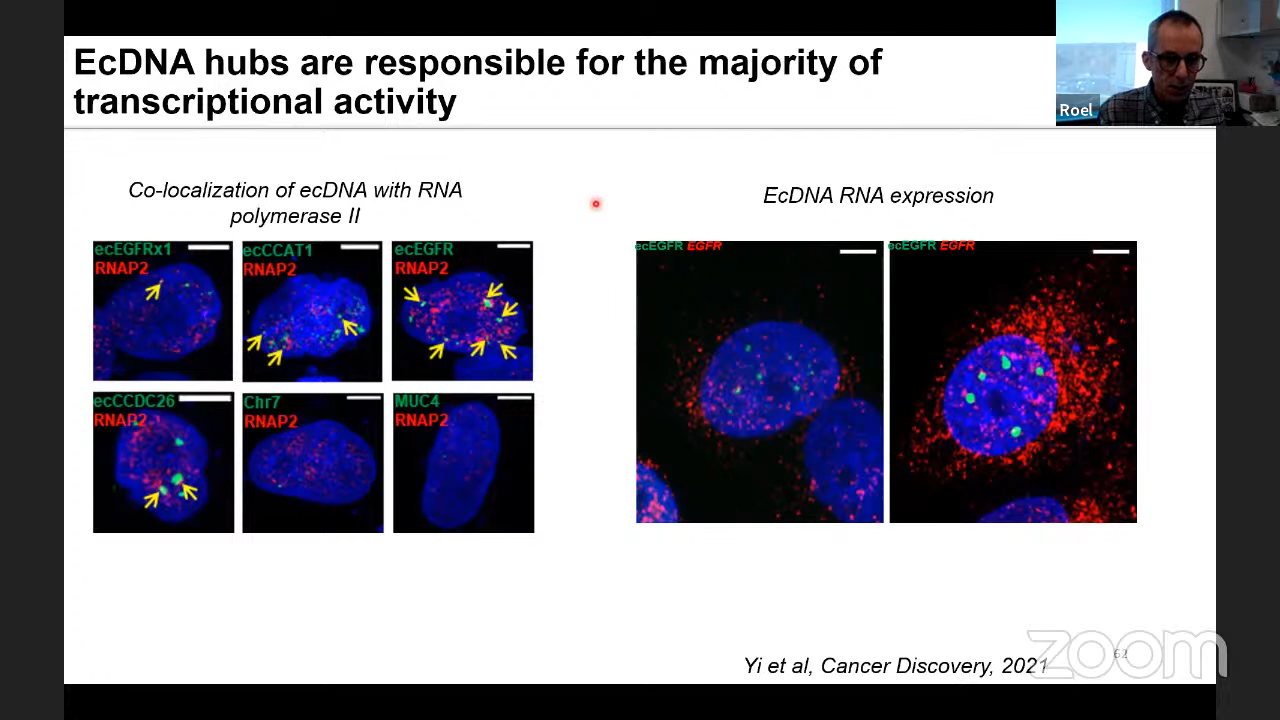 EcDNA hubs are responsible for the majority of
transcriptional activity
Roel
Co-localization of ecDNA with RNA
polymerase II
EcDNA RNA expression
ecEGFRx1
RNAP2
ecCCAT1
RNAP2
ecEGFR
RNAP2
ecCCDC26
RNAP2
Chr7
RNAP2
MUC4
RNAP2
ecEGFR EGFR
ecEGFR EGFR
Yi et al, Cancer Discovery, 2021
62
zoom